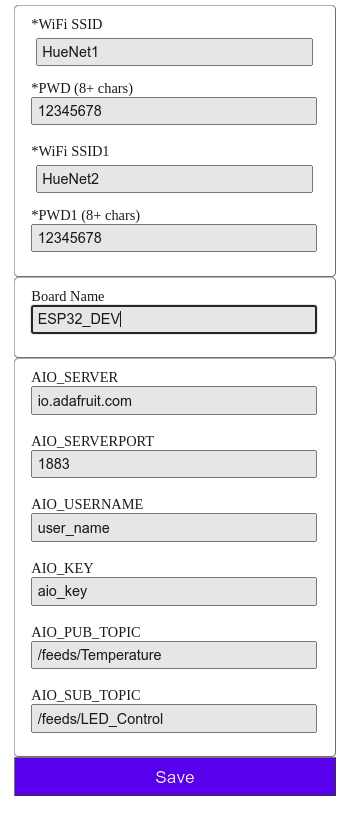 *WiFi SSID
HueNet1
*PWD (8+ chars)
12345678
*WiFi SSID1
HueNet2
*PWD1 (8+ chars)
12345678
Board Name
ESP32_DEV
AIO_SERVER
io.adafruit.com
AIO_SERVERPORT
1883
AIO_USERNAME
user_name
AIO_KEY
aio_key
AIO_PUB_TOPIC
/feeds/Temperature
AIO_SUB_TOPIC
/feeds/LED_Control
Save